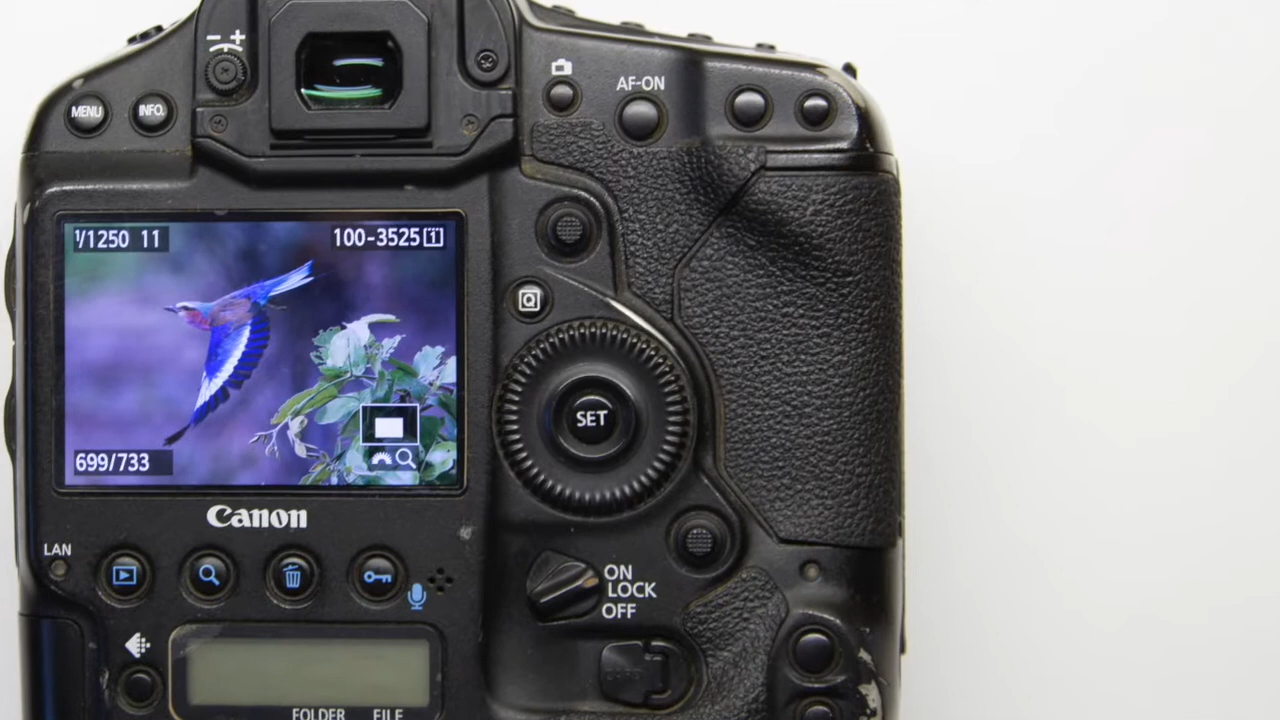 - +
MENU
INFO.
AF-ON
1/1250 11
100-3525 1
Q
SET
699/733
Canon
LAN
ON
LOCK
OFF
FOLDER FILE